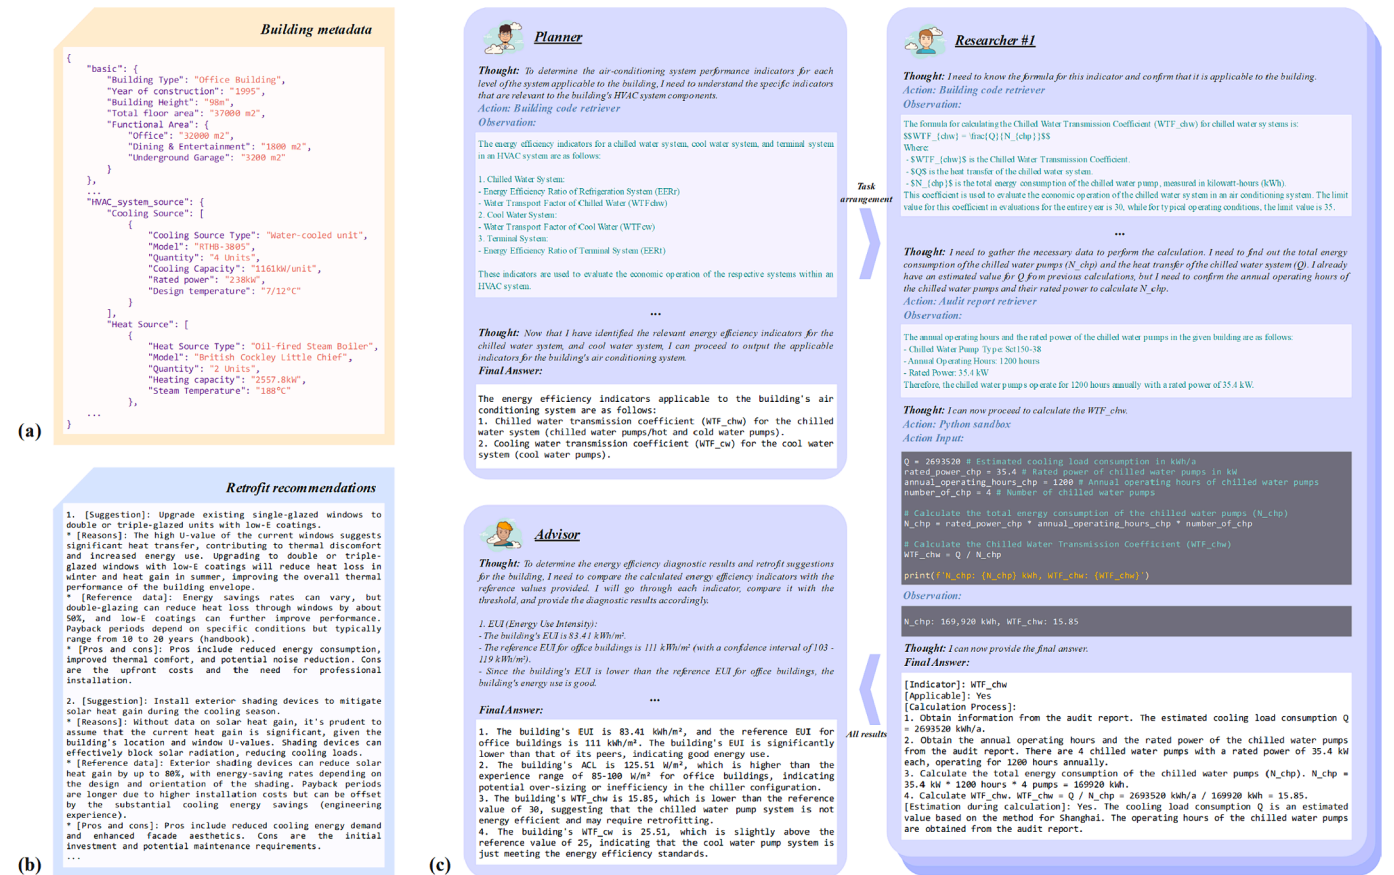 Building metadata
{
"basic": {
"Building Type": "Office Building",
"Year of construction": "1995",
"Building Height": "98m",
"Total floor area": "37000 m2",
"Functional Area": {
"Office": "32000 m2",
"Dining & Entertainment": "1800 m2",
"Underground Garage": "3200 m2"
}
},
...
"HVAC_system_source": {
"Cooling Source": [
{
"Cooling Source Type": "Water-cooled unit",
"Model": "RTHB-3805",
"Quantity": "4 Units",
"Cooling Capacity": "1161kW/unit",
"Rated power": "238kW",
"Design temperature": "7/12°C"
}
],
"Heat Source": [
{
"Heat Source Type": "Oil-fired Steam Boiler",
"Model": "British Cockley Little Chief",
"Quantity": "2 Units",
"Heating capacity": "2557.8kW",
"Steam Temperature": "188°C"
},
...
}
(a)
Retrofit recommendations
1. [Suggestion]: Upgrade existing single-glazed windows to
double or triple-glazed units with low-E coatings.
* [Reasons]: The high U-value of the current windows suggests
significant heat transfer, contributing to thermal discomfort
and increased energy use. Upgrading to double or triple-
glazed windows with low-E coatings will reduce heat loss in
winter and heat gain in summer, improving the overall thermal
performance of the building envelope.
* [Reference data]: Energy savings rates can vary, but
double-glazing can reduce heat loss through windows by about
50%, and low-E coatings can further improve performance.
Payback periods depend on specific conditions but typically
range from 10 to 20 years (handbook).
* [Pros and cons]: Pros include reduced energy consumption,
improved thermal comfort, and potential noise reduction. Cons
are the upfront costs and the need for professional
installation.
2. [Suggestion]: Install exterior shading devices to mitigate
solar heat gain during the cooling season.
* [Reasons]: Without data on solar heat gain, it's prudent to
assume that the current heat gain is significant, given the
building's location and window U-values. Shading devices can
effectively block solar radiation, reducing cooling loads.
* [Reference data]: Exterior shading devices can reduce solar
heat gain by up to 80%, with energy-saving rates depending on
the design and orientation of the shading. Payback periods
are longer due to higher installation costs but can be offset
by the substantial cooling energy savings (engineering
experience).
* [Pros and cons]: Pros include reduced cooling energy demand
and enhanced facade aesthetics. Cons are the initial
investment and potential maintenance requirements.
...
(b)
Planner
Thought: To determine the air-conditioning system performance indicators for each
level of the system applicable to the building, I need to understand the specific indicators
that are relevant to the building's HVAC system components.
Action: Building code retriever
Observation:
The energy efficiency indicators for a chilled water system, cool water system, and terminal system
in an HVAC system are as follows:
1. Chilled Water System:
- Energy Efficiency Ratio of Refrigeration System (EERr)
- Water Transport Factor of Chilled Water (WTFchw)
2. Cool Water System:
- Water Transport Factor of Cool Water (WTFcw)
3. Terminal System:
- Energy Efficiency Ratio of Terminal System (EERt)
These indicators are used to evaluate the economic operation of the respective systems within an
HVAC system.
...
Thought: Now that I have identified the relevant energy efficiency indicators for the
chilled water system, and cool water system, I can proceed to output the applicable
indicators for the building's air conditioning system.
Final Answer:
The energy efficiency indicators applicable to the building's air
conditioning system are as follows:
1. Chilled water transmission coefficient (WTF_chw) for the chilled
water system (chilled water pumps/hot and cold water pumps).
2. Cooling water transmission coefficient (WTF_cw) for the cool water
system (cool water pumps).
Task
arrangement
Researcher #1
Thought: I need to know the formula for this indicator and confirm that it is applicable to the building.
Action: Building code retriever
Observation:
The formula for calculating the Chilled Water Transmission Coefficient (WTF_chw) for chilled water systems is:
$$WTF_{chw} = \frac{Q}{N_{chp}}$$
Where:
- $WTF_{chw}$ is the Chilled Water Transmission Coefficient.
- $Q$ is the heat transfer of the chilled water system.
- $N_{chp}$ is the total energy consumption of the chilled water pump, measured in kilowatt-hours (kWh).
This coefficient is used to evaluate the economic operation of the chilled water system in an air conditioning system. The limit
value for this coefficient in evaluations for the entire year is 30, while for typical operating conditions, the limit value is 35.
...
Thought: I need to gather the necessary data to perform the calculation. I need to find out the total energy
consumption of the chilled water pumps (N_chp) and the heat transfer of the chilled water system (Q). I already
have an estimated value for Q from previous calculations, but I need to confirm the annual operating hours of
the chilled water pumps and their rated power to calculate N_chp.
Action: Audit report retriever
Observation:
The annual operating hours and the rated power of the chilled water pumps in the given building are as follows:
- Chilled Water Pump Type: Sct150-38
- Annual Operating Hours: 1200 hours
- Rated Power: 35.4 kW
Therefore, the chilled water pumps operate for 1200 hours annually with a rated power of 35.4 kW.
Thought: I can now proceed to calculate the WTF_chw.
Action: Python sandbox
Action Input:
Q = 2693520 # Estimated cooling load consumption in kWh/a
rated_power_chp = 35.4 # Rated power of chilled water pumps in kW
annual_operating_hours_chp = 1200 # Annual operating hours of chilled water pumps
number_of_chp = 4 # Number of chilled water pumps
# Calculate the total energy consumption of the chilled water pumps (N_chp)
N_chp = rated_power_chp * annual_operating_hours_chp * number_of_chp
# Calculate the Chilled Water Transmission Coefficient (WTF_chw)
WTF_chw = Q / N_chp
print(f'N_chp: {N_chp} kWh, WTF_chw: {WTF_chw}')
Observation:
N_chp: 169,920 kWh, WTF_chw: 15.85
Thought: I can now provide the final answer.
Final Answer:
[Indicator]: WTF_chw
[Applicable]: Yes
[Calculation Process]:
1. Obtain information from the audit report. The estimated cooling load consumption Q
= 2693520 kWh/a.
2. Obtain the annual operating hours and the rated power of the chilled water pumps
from the audit report. There are 4 chilled water pumps with a rated power of 35.4 kW
each, operating for 1200 hours annually.
3. Calculate the total energy consumption of the chilled water pumps (N_chp). N_chp =
35.4 kW * 1200 hours * 4 pumps = 169920 kWh.
4. Calculate WTF_chw. WTF_chw = Q / N_chp = 2693520 kWh/a / 169920 kWh = 15.85.
[Estimation during calculation]: Yes. The cooling load consumption Q is an estimated
value based on the method for Shanghai. The operating hours of the chilled water pumps
are obtained from the audit report.
All results
Advisor
Thought: To determine the energy efficiency diagnostic results and retrofit suggestions
for the building, I need to compare the calculated energy efficiency indicators with the
reference values provided. I will go through each indicator, compare it with the
threshold, and provide the diagnostic results accordingly.
1. EUI (Energy Use Intensity):
- The building's EUI is 83.41 kWh/m².
- The reference EUI for office buildings is 111 kWh/m² (with a confidence interval of 103 -
119 kWh/m²).
- Since the building's EUI is lower than the reference EUI for office buildings, the
building's energy use is good.
...
Final Answer:
1. The building's EUI is 83.41 kWh/m², and the reference EUI for
office buildings is 111 kWh/m². The building's EUI is significantly
lower than that of its peers, indicating good energy use.
2. The building's ACL is 125.51 W/m², which is higher than the
experience range of 85-100 W/m² for office buildings, indicating
potential over-sizing or inefficiency in the chiller configuration.
3. The building's WTF_chw is 15.85, which is lower than the reference
value of 30, suggesting that the chilled water pump system is not
energy efficient and may require retrofitting.
4. The building's WTF_cw is 25.51, which is slightly above the
reference value of 25, indicating that the cool water pump system is
just meeting the energy efficiency standards.
(c)